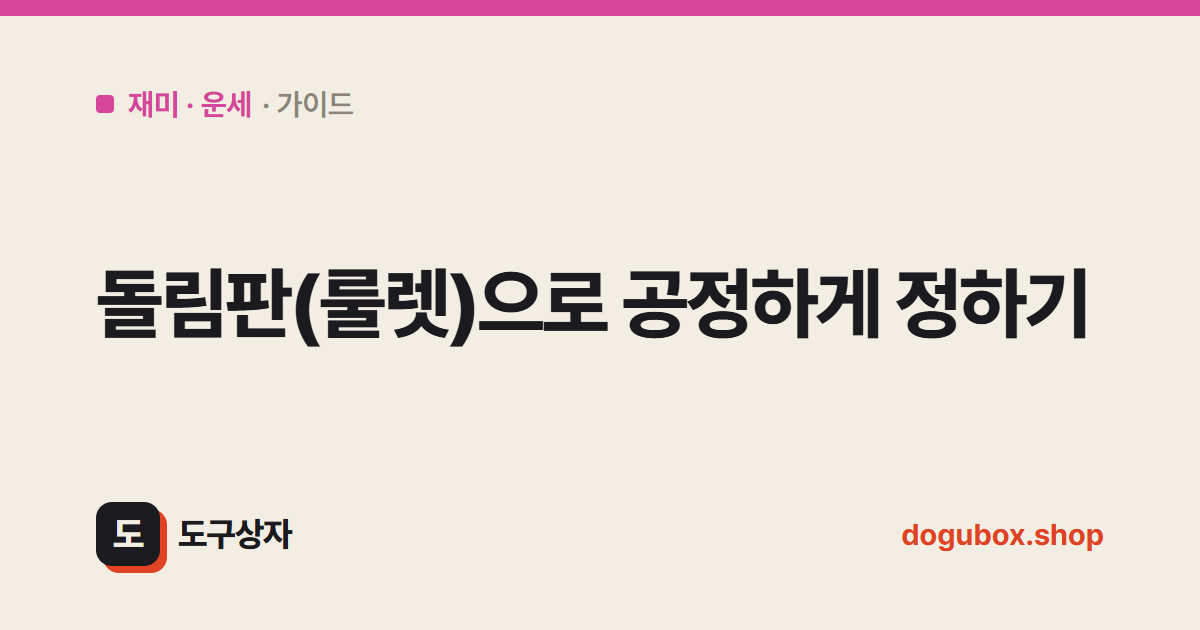 재미 · 운세 · 가이드
돌림판(룰렛)으로 공정하게 정하기
도 도구상자
dogubox.shop